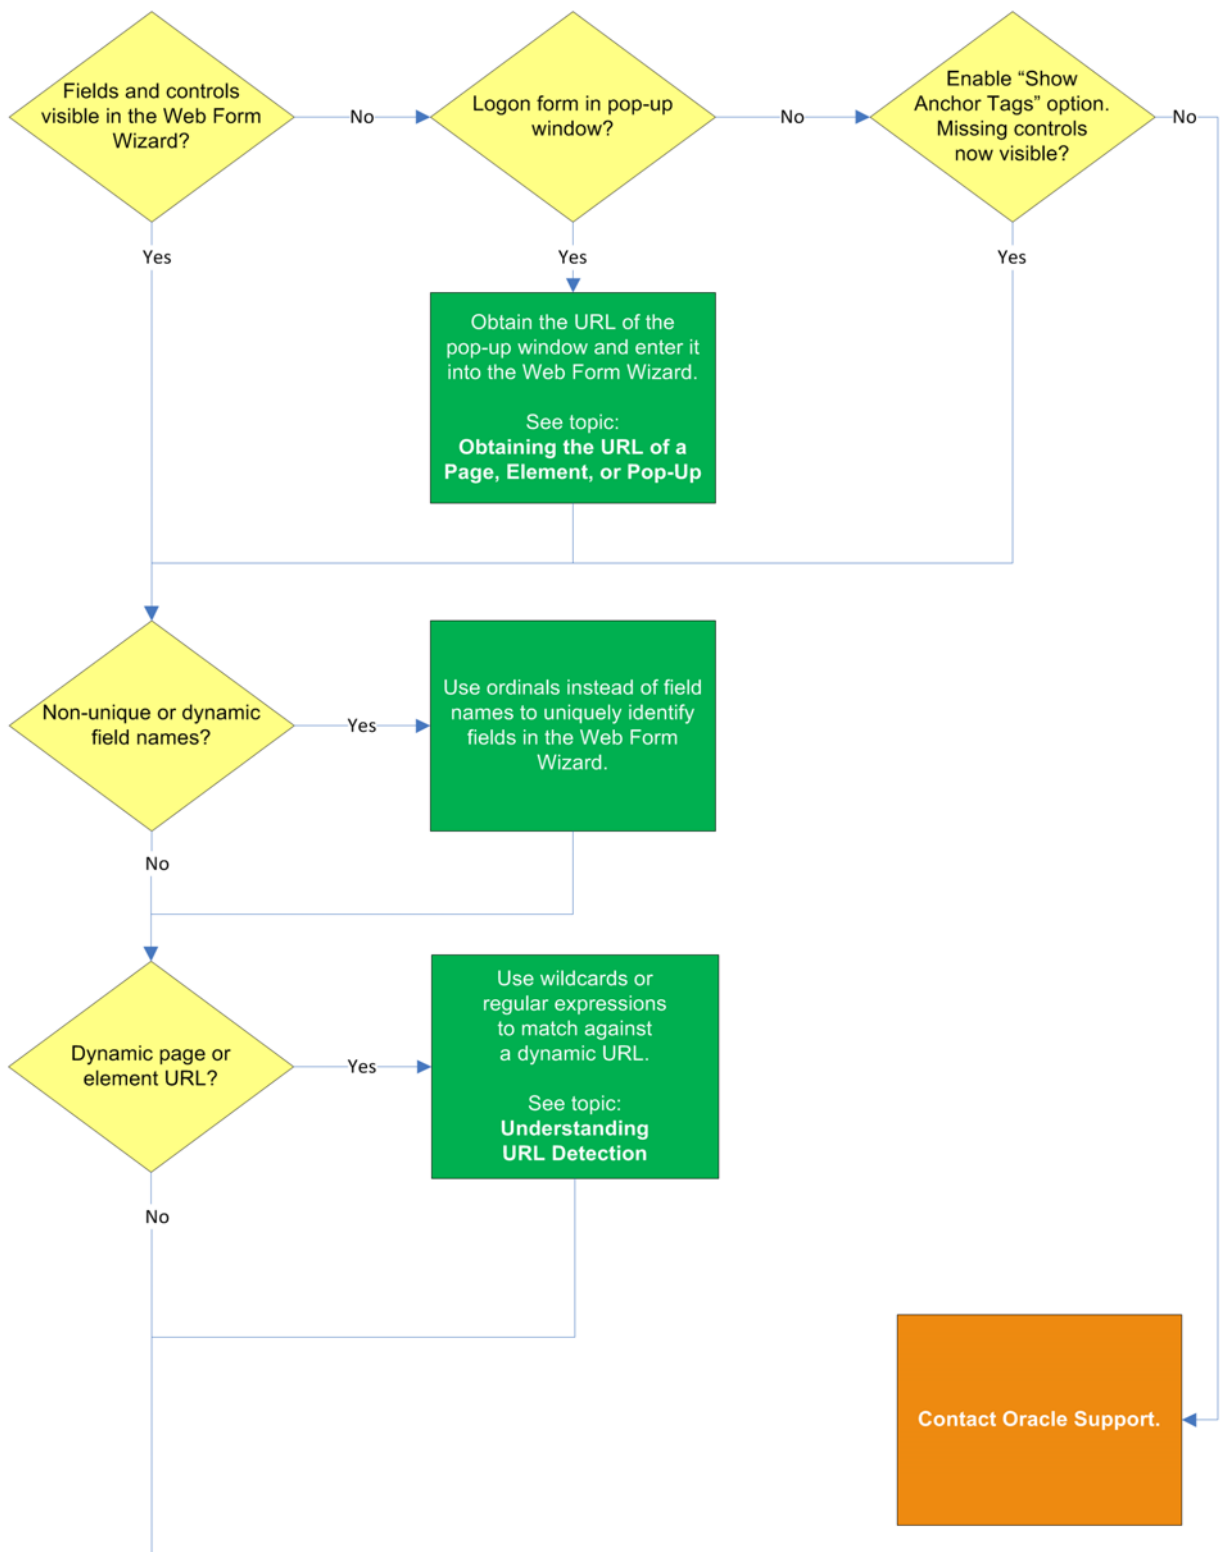 Fields and controls
visible in the Web Form
Wizard?
No
Logon form in pop-up
window?
No
Enable “Show
Anchor Tags” option.
Missing controls
now visible?
No
Yes
Yes
Yes
Obtain the URL of the
pop-up window and enter it
into the Web Form Wizard.
See topic:
Obtaining the URL of a
Page, Element, or Pop-Up
Non-unique or dynamic
field names?
Yes
Use ordinals instead of field
names to uniquely identify
fields in the Web Form
Wizard.
No
Dynamic page or
element URL?
Yes
Use wildcards or
regular expressions
to match against
a dynamic URL.
See topic:
Understanding
URL Detection
No
Contact Oracle Support.